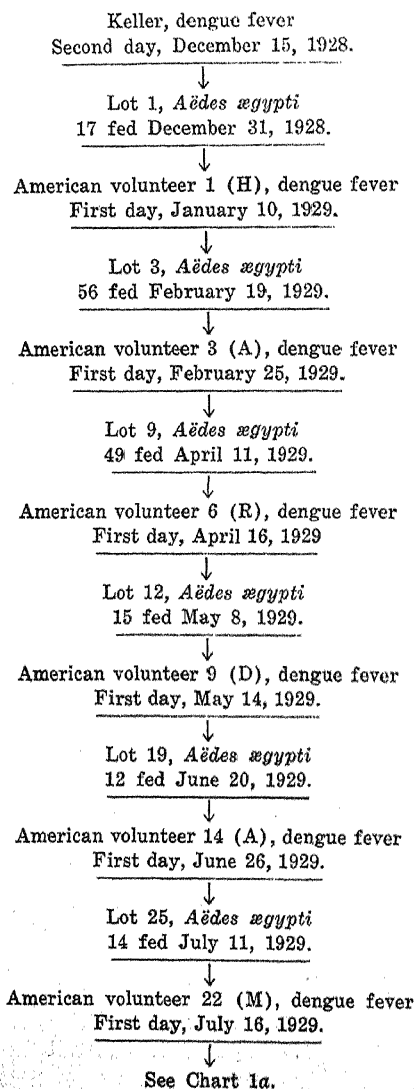 Keller, dengue fever
Second day, December 15, 1928.
↓
Lot 1, Aëdes ægypti
17 fed December 31, 1928.
↓
American volunteer 1 (H), dengue fever
First day, January 10, 1929.
↓
Lot 3, Aëdes ægypti
56 fed February 19, 1929.
↓
American volunteer 3 (A), dengue fever
First day, February 25, 1929.
↓
Lot 9, Aëdes ægypti
49 fed April 11, 1929.
↓
American volunteer 6 (R), dengue fever
First day, April 16, 1929
↓
Lot 12, Aëdes ægypti
15 fed May 8, 1929.
↓
American volunteer 9 (D), dengue fever
First day, May 14, 1929.
↓
Lot 19, Aëdes ægypti
12 fed June 20, 1929.
↓
American volunteer 14 (A), dengue fever
First day, June 26, 1929.
↓
Lot 25, Aëdes ægypti
14 fed July 11, 1929.
↓
American volunteer 22 (M), dengue fever
First day, July 16, 1929.
↓
See Chart 1a.